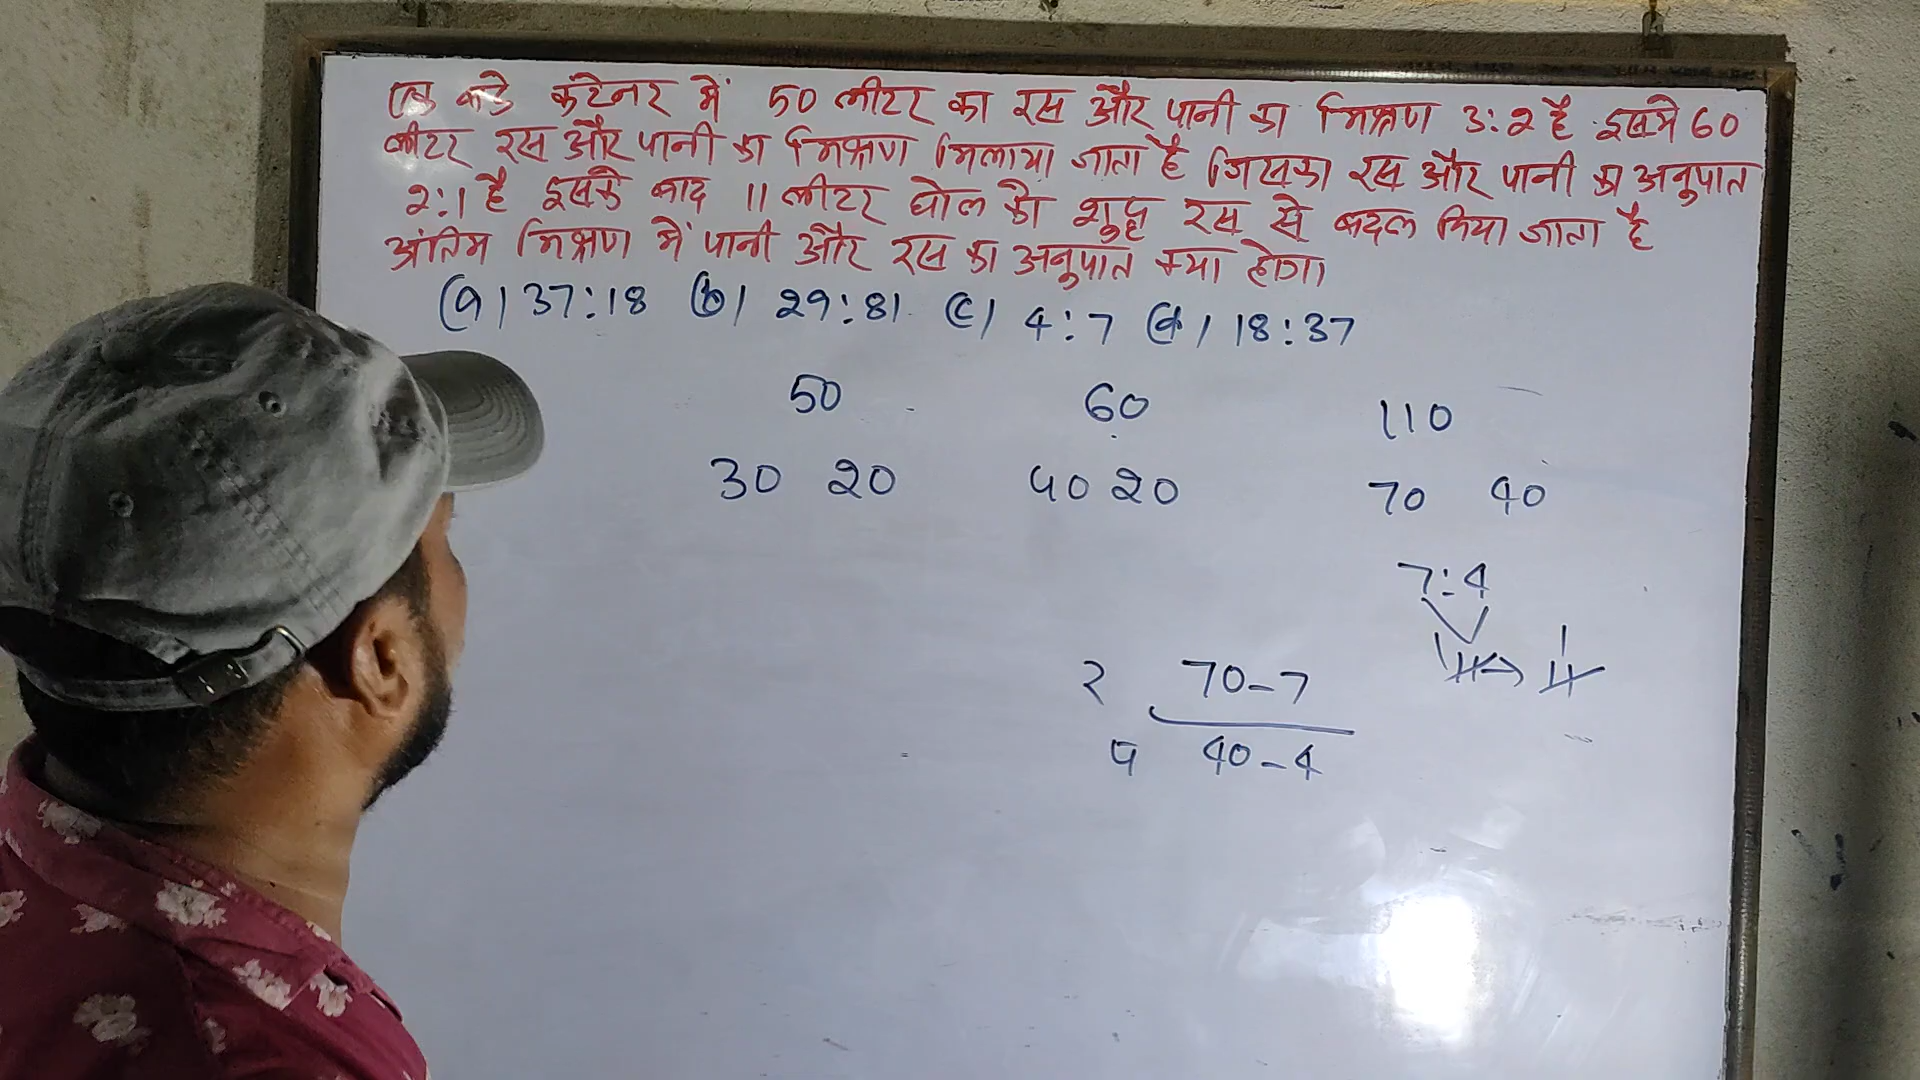 एक बडे कंटेनर में 50 लीटर का रस और पानी का मिश्रण 3:2 है इसमे 60
लीटर रस और पानी का मिश्रण मिलाया जाता है जिसका रस और पानी का अनुपात
2:1 है इसके बाद 11 लीटर घोल को शुद्ध रस से बदल दिया जाता है
अंतिम मिश्रण में पानी और रस का अनुपात क्या होगा
(a) 37:18 (b) 29:81 (c) 4:7 (d) 18:37
50 60 110
30 20 40 20 70 40
7:4
11 → 11
र 70-7
प 40-4